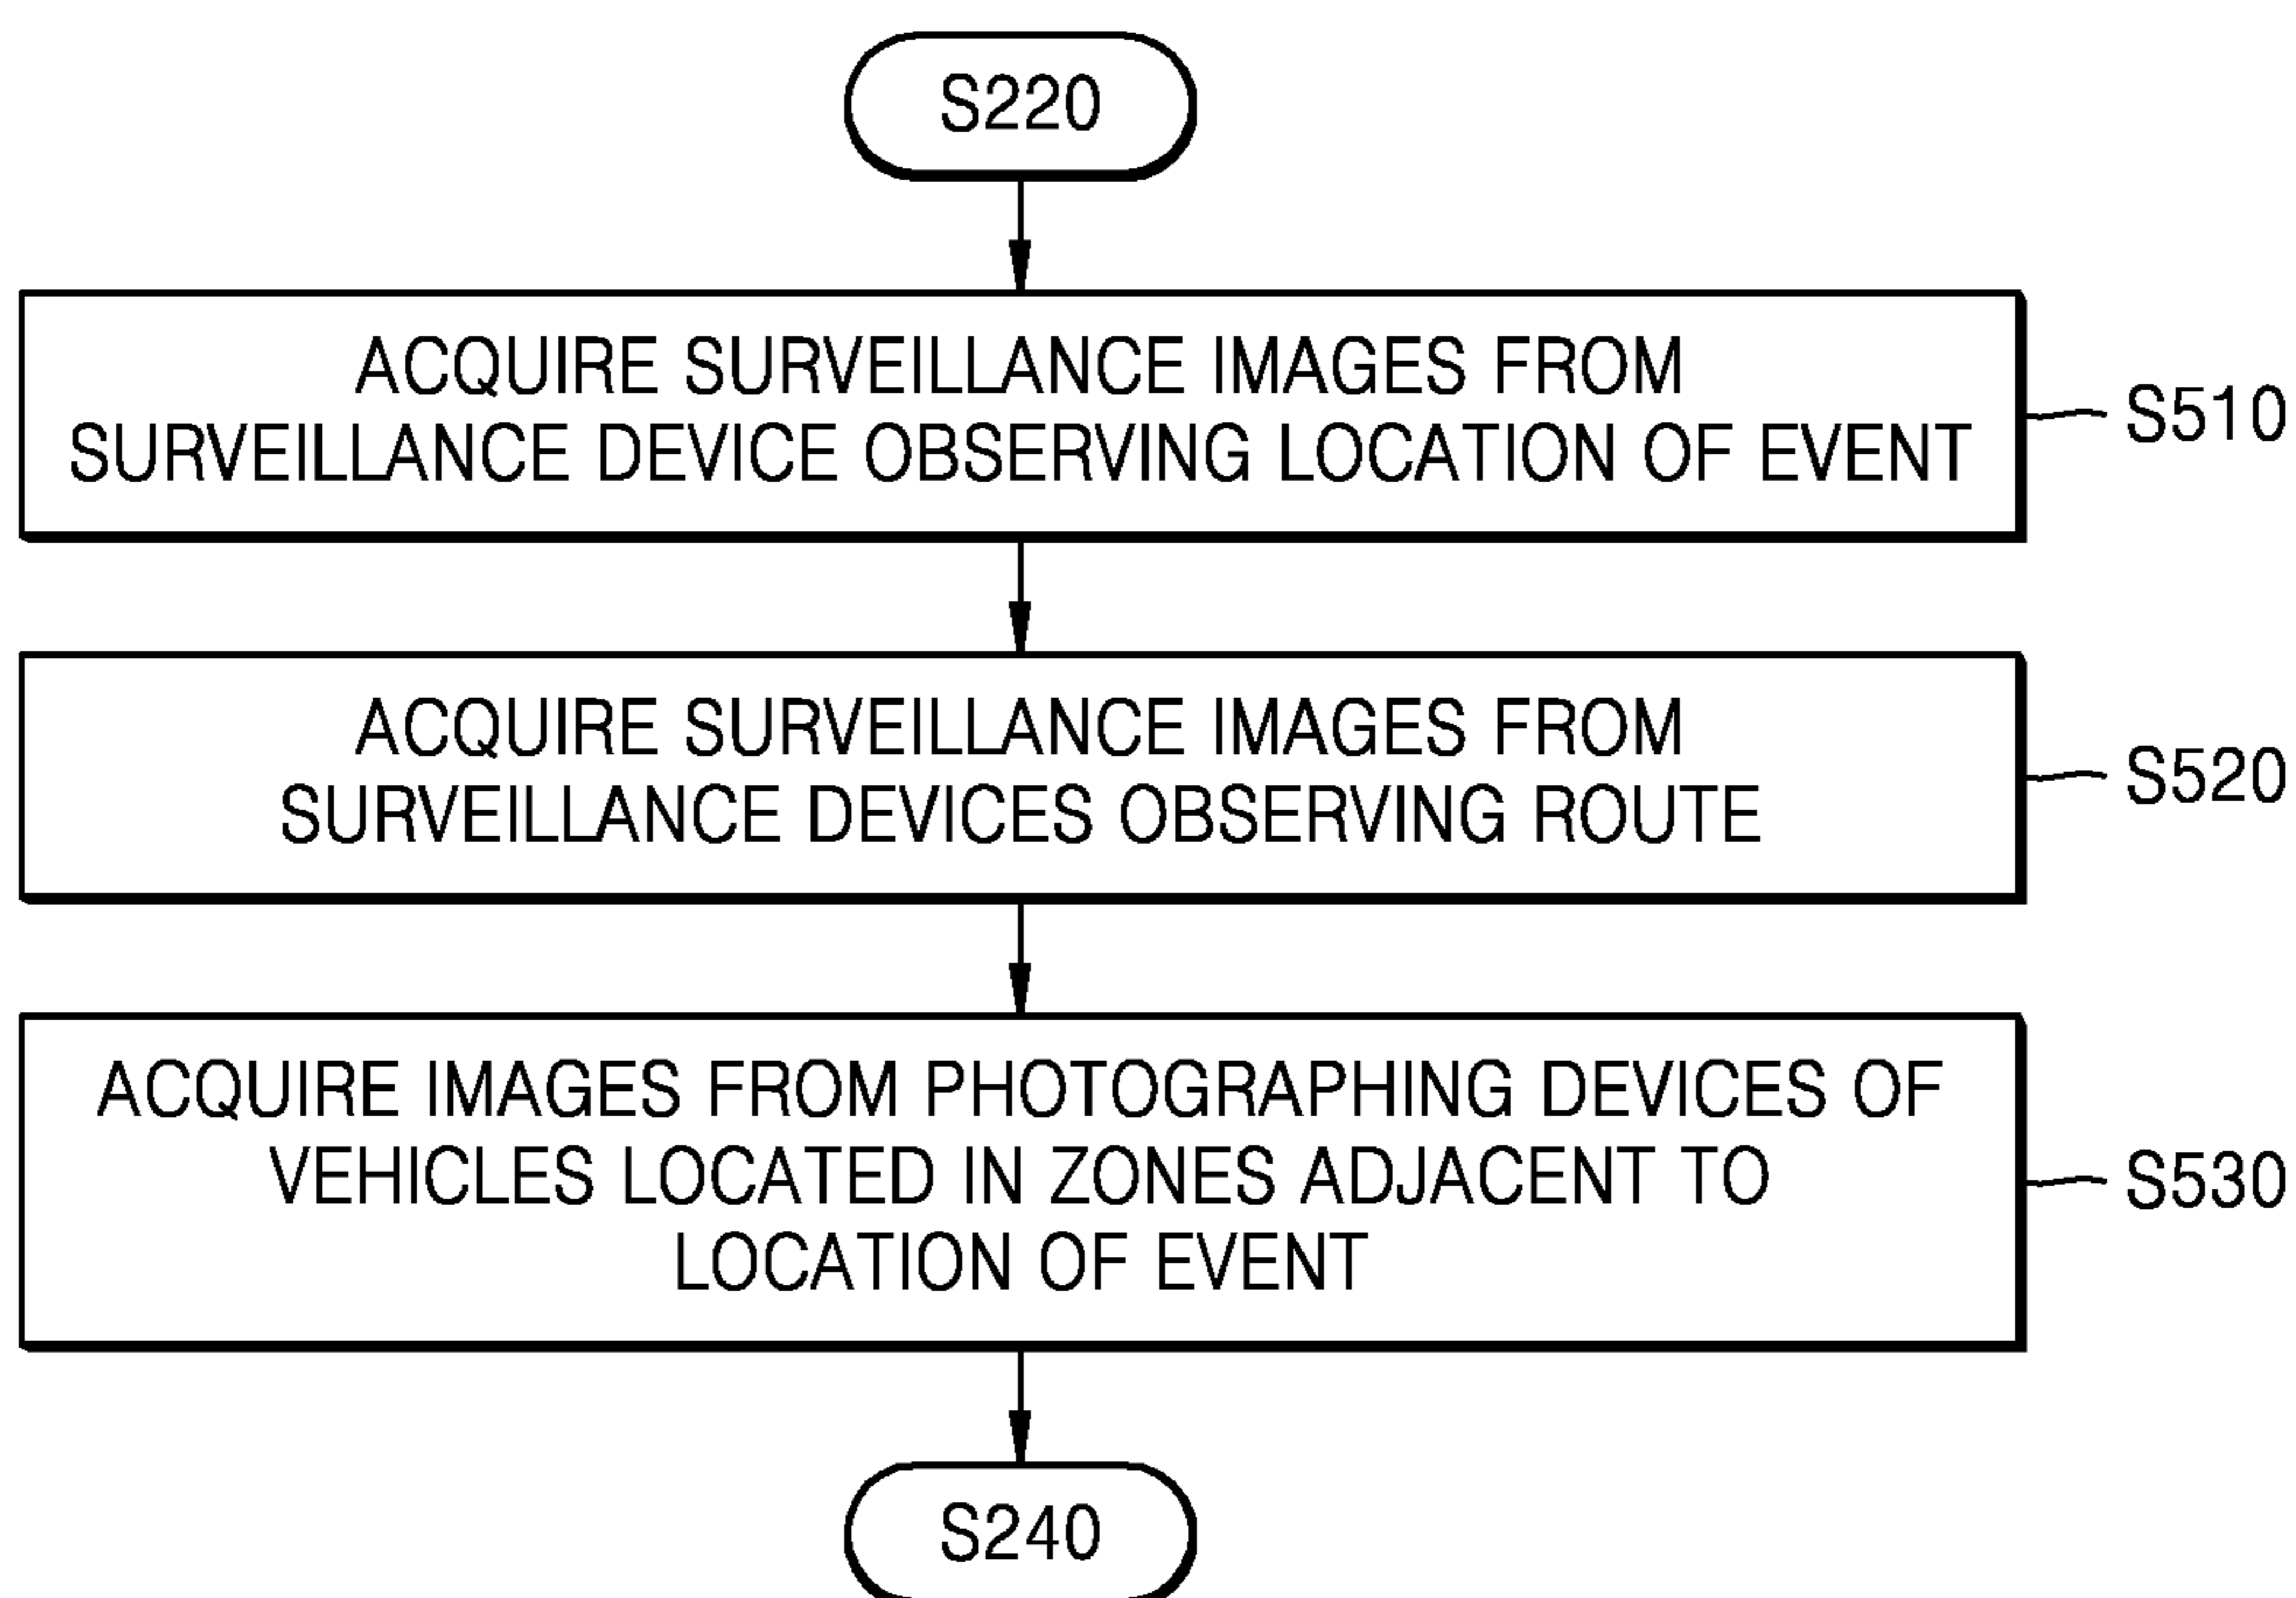 S220
ACQUIRE SURVEILLANCE IMAGES FROM
SURVEILLANCE DEVICE OBSERVING LOCATION OF EVENT
S510
ACQUIRE SURVEILLANCE IMAGES FROM
SURVEILLANCE DEVICES OBSERVING ROUTE
S520
ACQUIRE IMAGES FROM PHOTOGRAPHING DEVICES OF
VEHICLES LOCATED IN ZONES ADJACENT TO
LOCATION OF EVENT
S530
S240